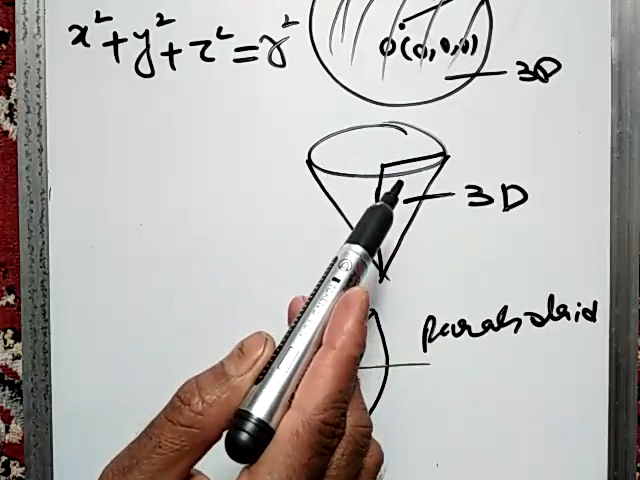 x²+y²+z²=r²
O(0,0,0)
3D
3D
Paraboloid